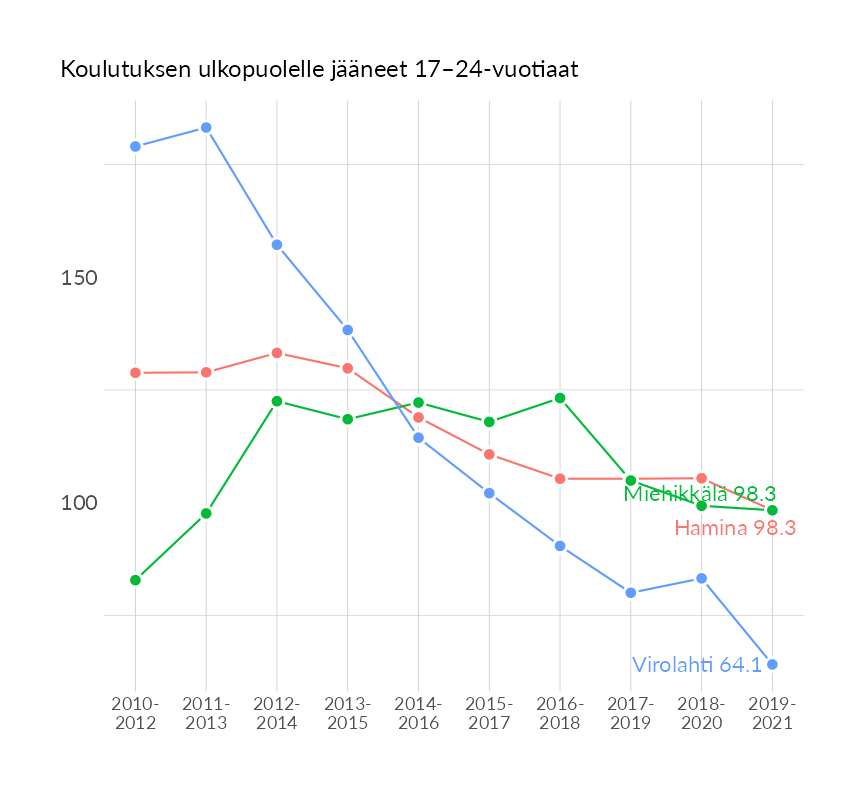 Koulutuksen ulkopuolelle jääneet 17–24-vuotiaat
150
100
Miehikkälä 98.3
Hamina 98.3
Virolahti 64.1
2010- 2011- 2012- 2013- 2014- 2015- 2016- 2017- 2018- 2019-
2012 2013 2014 2015 2016 2017 2018 2019 2020 2021